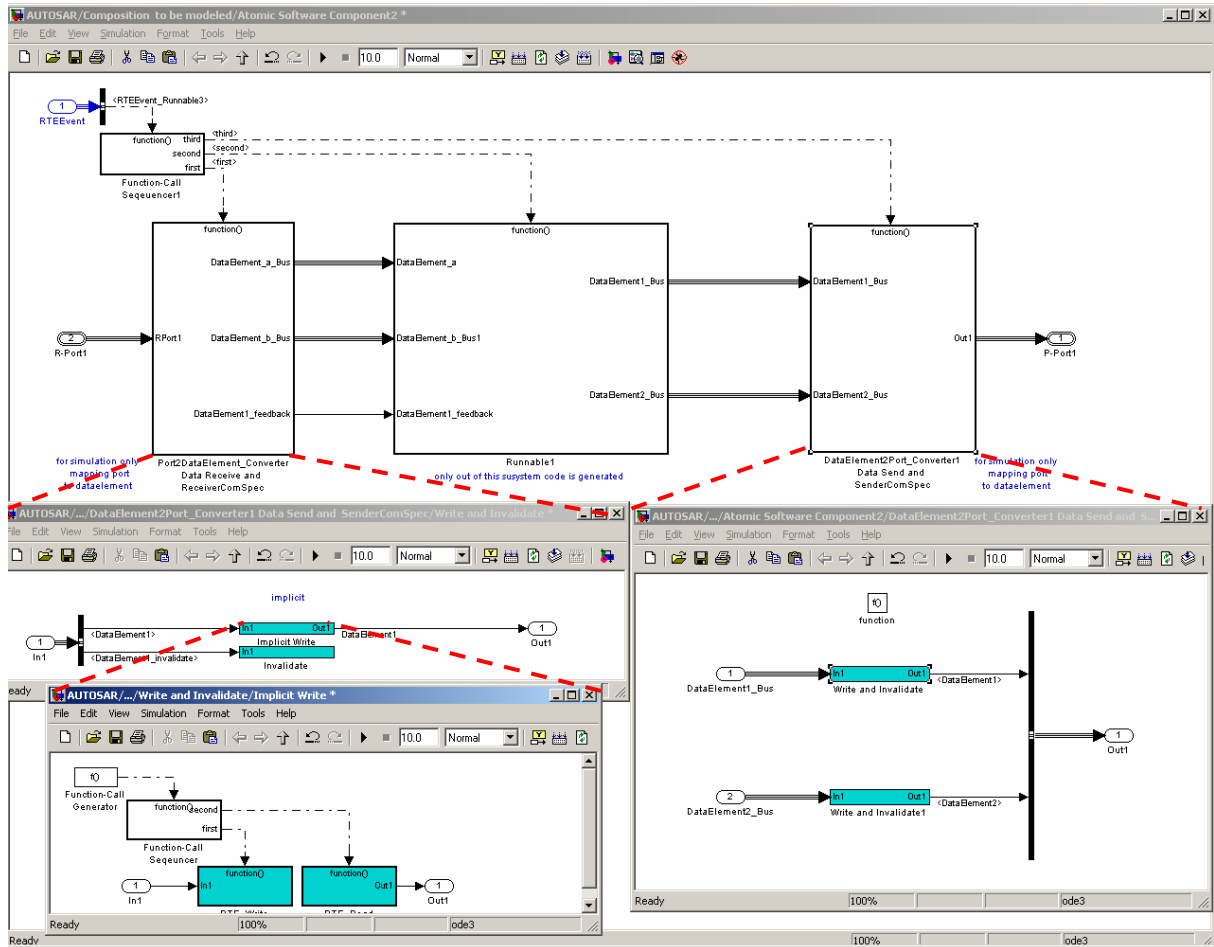 AUTOSAR/Composition to be modeled/Atomic Software Component2 *
File Edit View Simulation Format Tools Help
10.0 Normal
1
RTEEvent
<RTEEvent_Runnable3>
function() third
second
first
<third>
<second>
<first>
Function-Call
Seqeuencer1
function()
DataElement_a_Bus
RPort1
DataElement_b_Bus
DataElement1_feedback
2
R-Port1
function()
DataElement_a
DataElement1_Bus
DataElement_b_Bus1
DataElement2_Bus
DataElement1_feedback
function()
DataElement1_Bus
Out1
DataElement2_Bus
1
P-Port1
for simulation only
mapping port
to dataelement
Port2DataElement_Converter
Data Receive and
ReceiverComSpec
Runnable1
only out of this susystem code is generated
DataElement2Port_Converter1
Data Send and
SenderComSpec
for simulation only
mapping port
to dataelement
AUTOSAR/.../DataElement2Port_Converter1 Data Send and SenderComSpec/Write and Invalidate *
File Edit View Simulation Format Tools Help
10.0 Normal
implicit
1
In1
<DataElement1>
<DataElement1_invalidate>
In1 Out1
Implicit Write
In1
Invalidate
DataElement1
1
Out1
eady
AUTOSAR/.../Write and Invalidate/Implicit Write *
File Edit View Simulation Format Tools Help
10.0 Normal
f()
Function-Call
Generator
function()
second
first
Function-Call
Seqeuncer
1
In1
function()
In1
function()
Out1
1
Out1
Ready 100% ode3
AUTOSAR/.../Atomic Software Component2/DataElement2Port_Converter1 Data Send and S...
File Edit View Simulation Format Tools Help
10.0 Normal
f()
function
1
DataElement1_Bus
In1 Out1
Write and Invalidate
<DataElement1>
1
Out1
2
DataElement2_Bus
In1 Out1
Write and Invalidate1
<DataElement2>
Ready 100% ode3
Ready 100% ode3